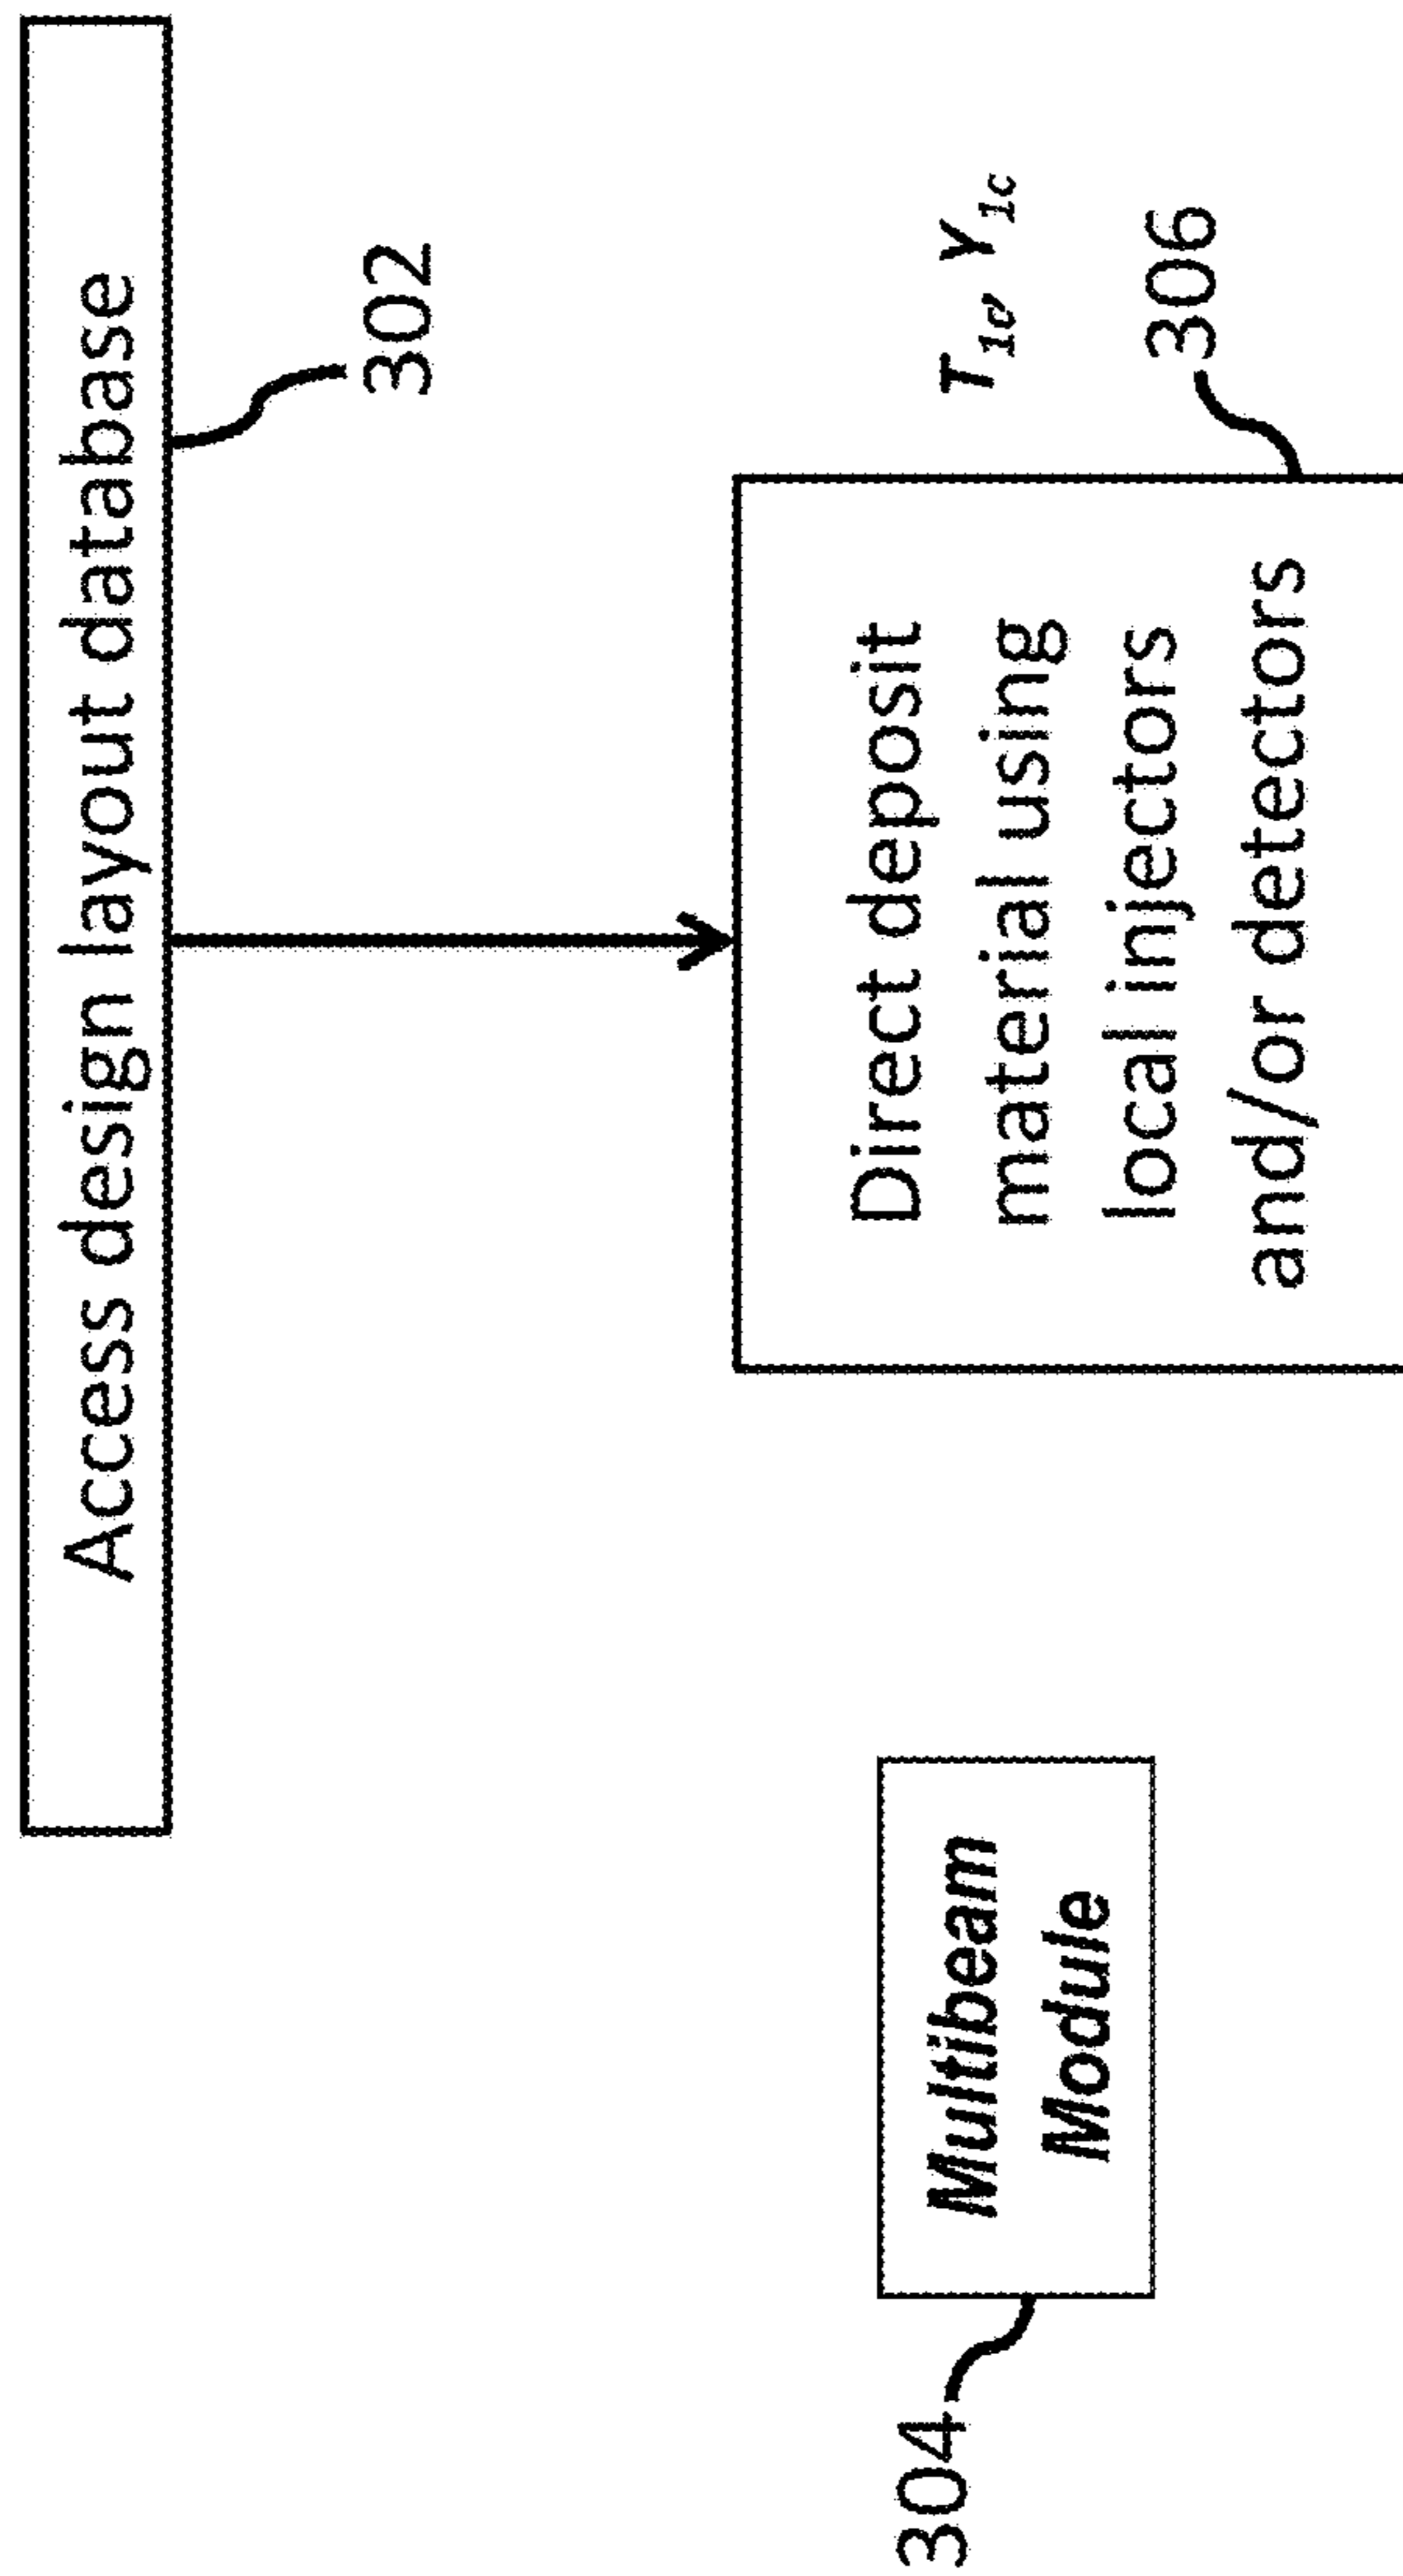 Access design layout database
302
Multibeam
Module
304
Direct deposit
material using
local injectors
and/or detectors
T1c, Y1c
306